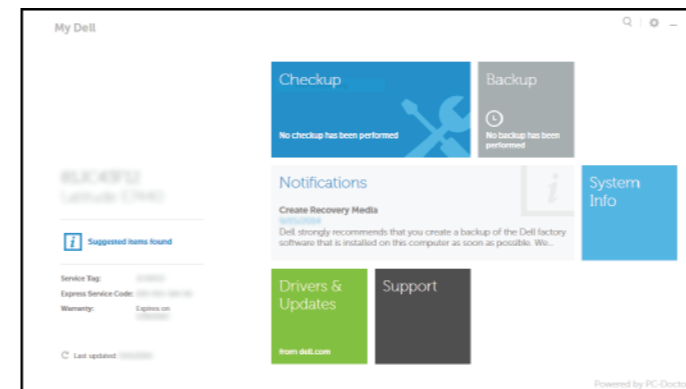 My Dell
Checkup
No checkup has been performed
Backup
No backup has been
performed
Notifications
Create Recovery Media
Dell strongly recommends that you create a backup of the Dell factory
software that is installed on this computer as soon as possible. We...
System
Info
Suggested items found
Service Tag:
Express Service Code:
Warranty: Expires on
Last updated:
Drivers &
Updates
from dell.com
Support
Powered by PC-Docto